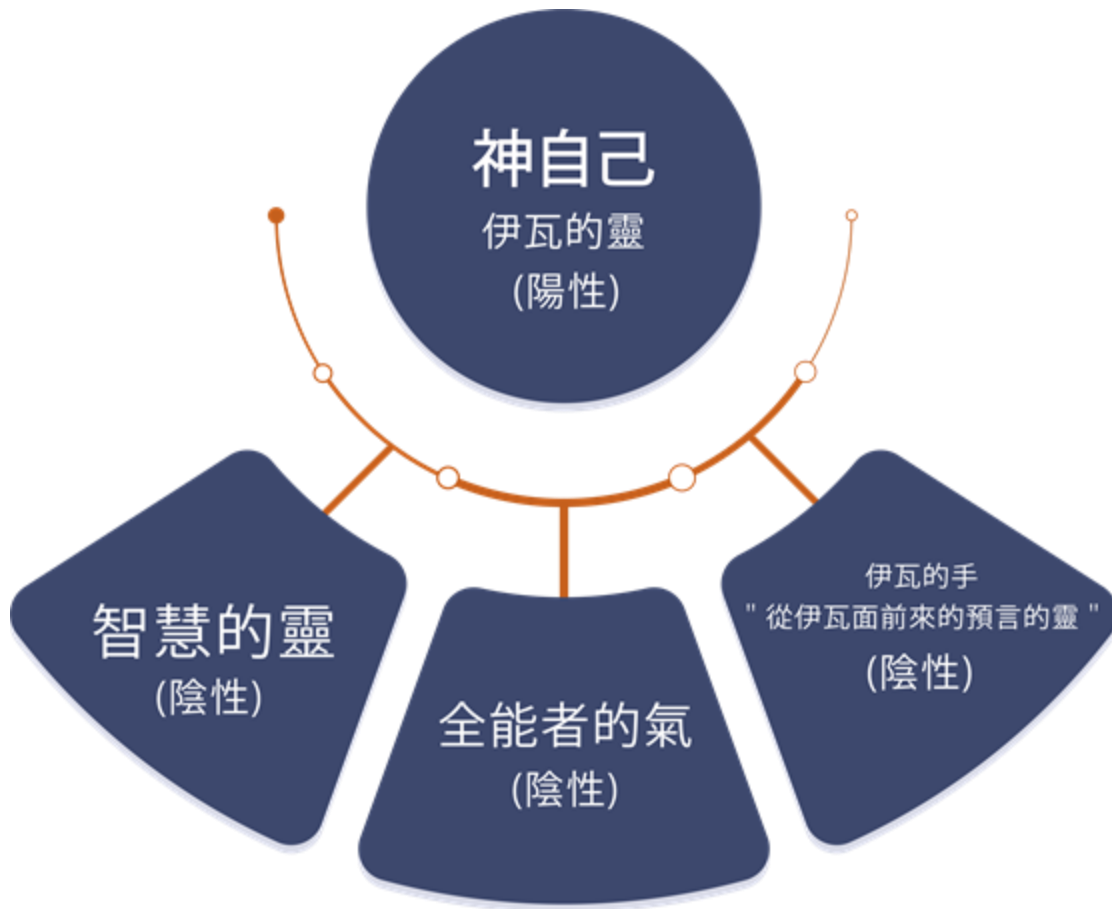 神自己
伊瓦的靈
(陽性)
智慧的靈
(陰性)
全能者的氣
(陰性)
伊瓦的手
" 從伊瓦面前來的預言的靈 "
(陰性)